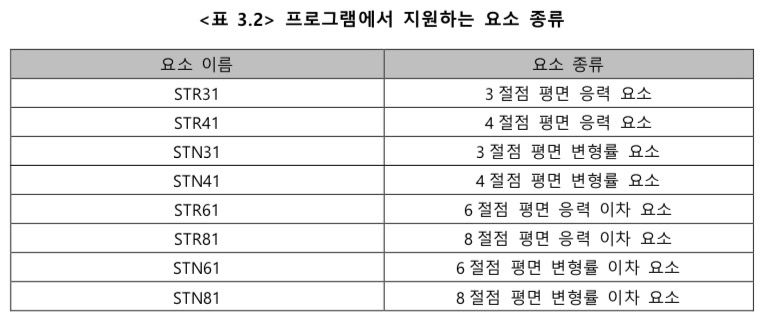 <표 3.2> 프로그램에서 지원하는 요소 종류
요소 이름 요소 종류
STR31 3절점 평면 응력 요소
STR41 4절점 평면 응력 요소
STN31 3절점 평면 변형률 요소
STN41 4절점 평면 변형률 요소
STR61 6절점 평면 응력 이차 요소
STR81 8절점 평면 응력 이차 요소
STN61 6절점 평면 변형률 이차 요소
STN81 8절점 평면 변형률 이차 요소